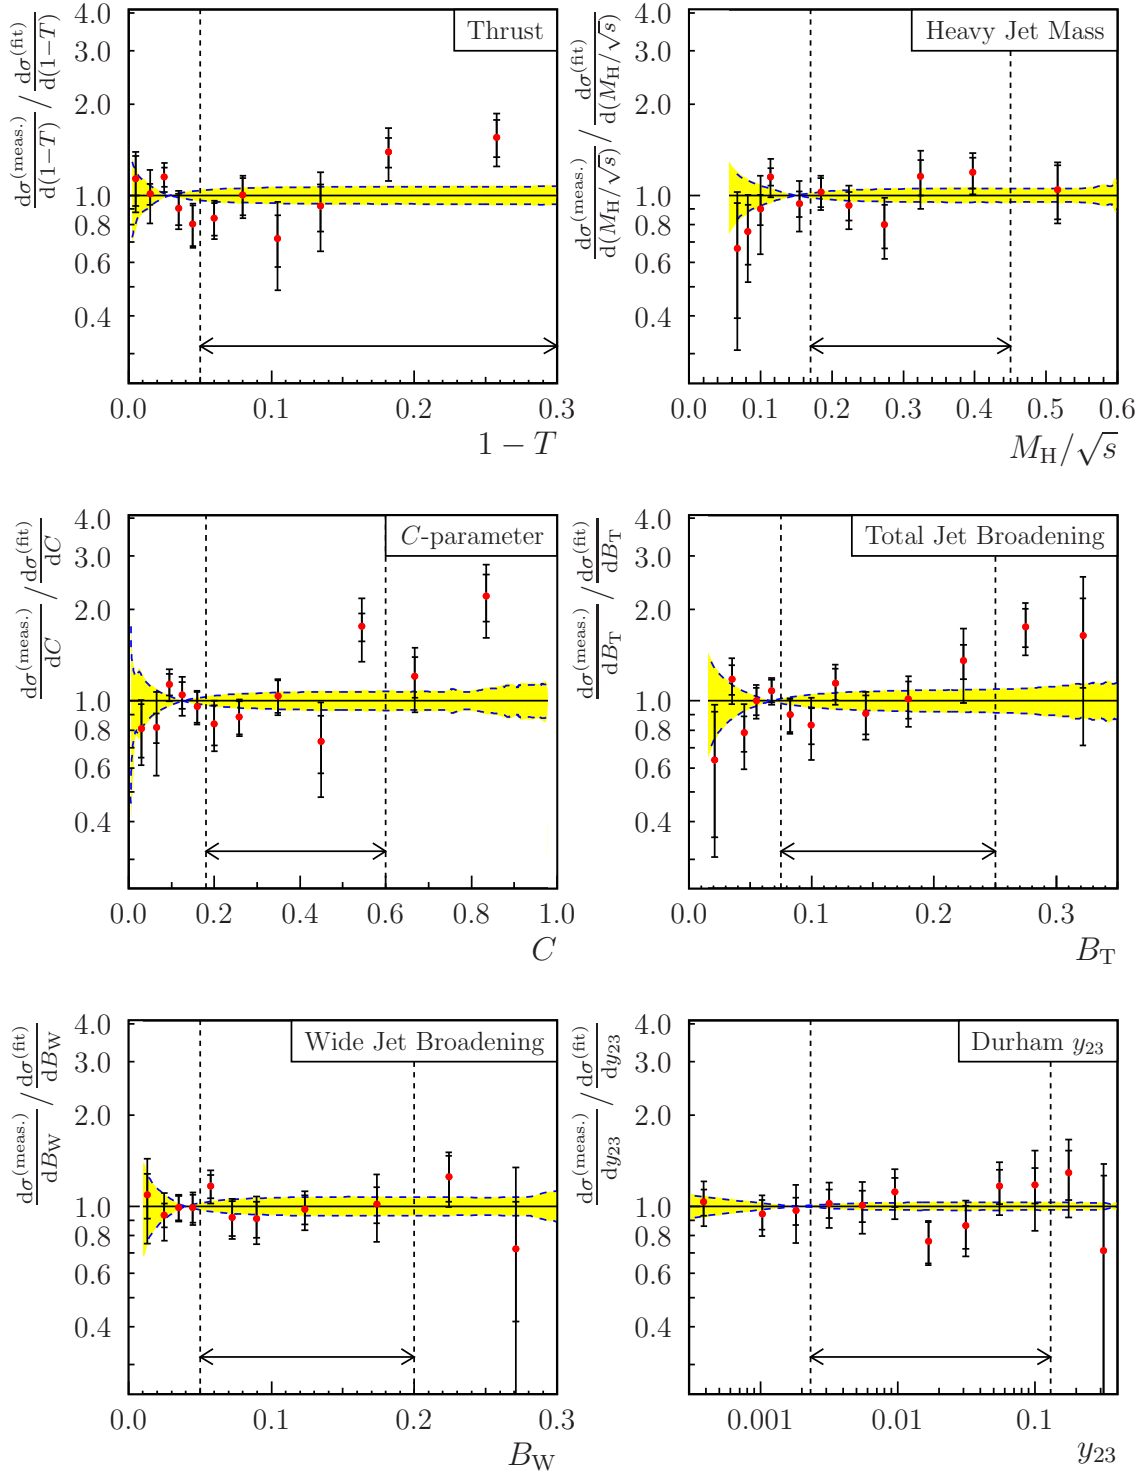 dσ^(meas.)/d(1−T) / dσ^(fit)/d(1−T)
4.0
3.0
2.0
1.0
0.8
0.6
0.4
Thrust
0.0 0.1 0.2 0.3
1 − T
dσ^(meas.)/d(M_H/√s) / dσ^(fit)/d(M_H/√s)
4.0
3.0
2.0
1.0
0.8
0.6
0.4
Heavy Jet Mass
0.0 0.1 0.2 0.3 0.4 0.5 0.6
M_H/√s
dσ^(meas.)/dC / dσ^(fit)/dC
4.0
3.0
2.0
1.0
0.8
0.6
0.4
C-parameter
0.0 0.2 0.4 0.6 0.8 1.0
C
dσ^(meas.)/dB_T / dσ^(fit)/dB_T
4.0
3.0
2.0
1.0
0.8
0.6
0.4
Total Jet Broadening
0.0 0.1 0.2 0.3
B_T
dσ^(meas.)/dB_W / dσ^(fit)/dB_W
4.0
3.0
2.0
1.0
0.8
0.6
0.4
Wide Jet Broadening
0.0 0.1 0.2 0.3
B_W
dσ^(meas.)/dy_23 / dσ^(fit)/dy_23
4.0
3.0
2.0
1.0
0.8
0.6
0.4
Durham y_23
0.001 0.01 0.1
y_23